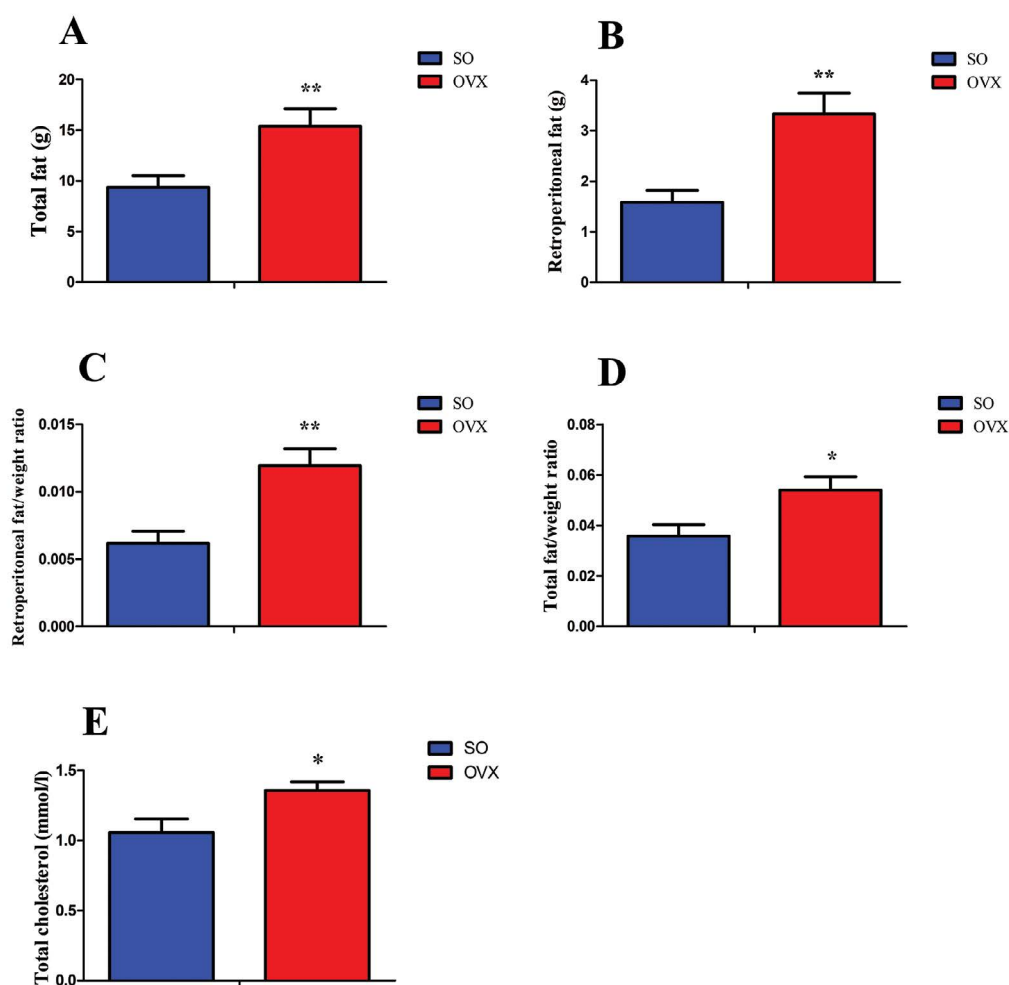 A
SO
OVX
Total fat (g)
20
15
10
5
0
**
B
SO
OVX
Retroperitoneal fat (g)
4
3
2
1
0
**
C
SO
OVX
Retroperitoneal fat/weight ratio
0.015
0.010
0.005
0.000
**
D
SO
OVX
Total fat/weight ratio
0.08
0.06
0.04
0.02
0.00
*
E
SO
OVX
Total cholesterol (mmol/l)
1.5
1.0
0.5
0.0
*